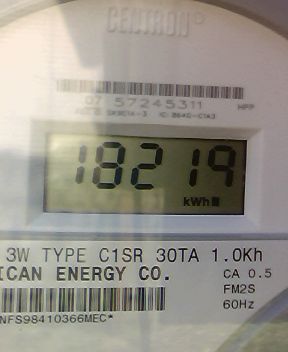 CENTRON
07 57245311 HPP
18219
kWh
3W TYPE C1SR 30TA 1.0Kh
ICAN ENERGY CO. CA 0.5
FM2S
60Hz
NFS98410366MEC*